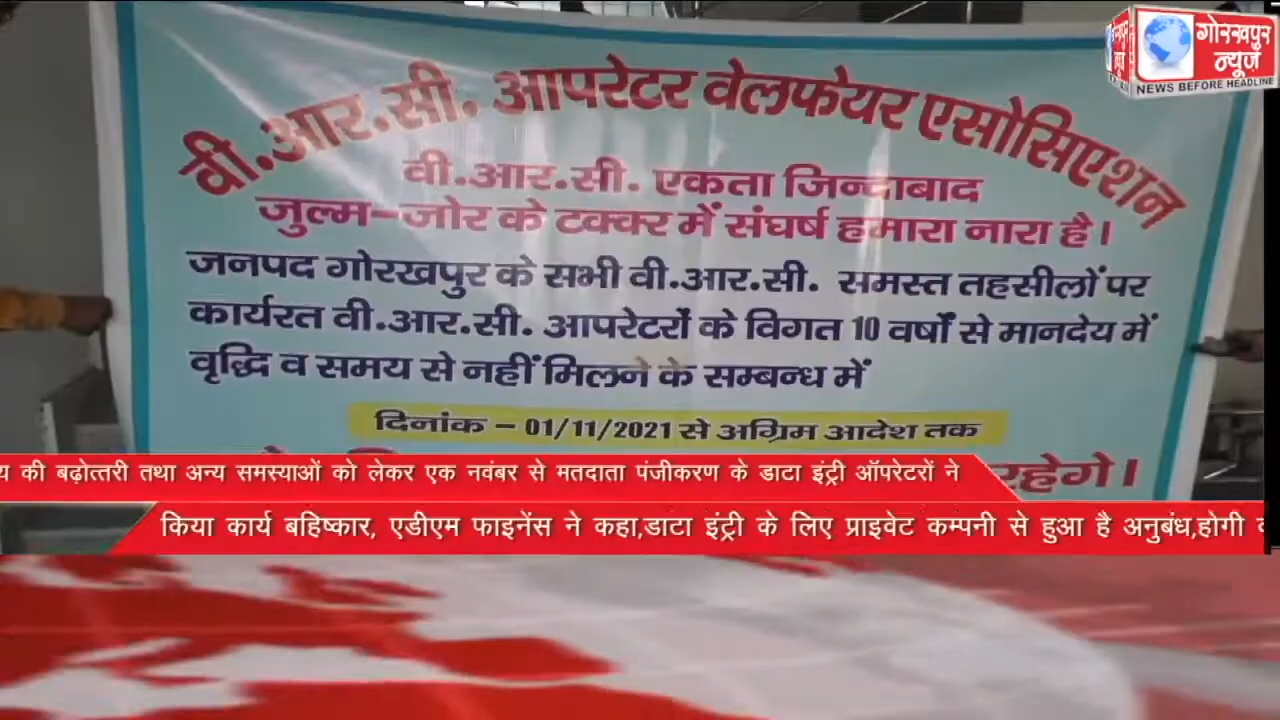 गोरखपुर
न्यूज़
NEWS BEFORE HEADLINE
वी.आर.सी. आपरेटर वेलफेयर एसोसिएशन
वी.आर.सी. एकता जिन्दाबाद
जुल्म-जोर के टक्कर में संघर्ष हमारा नारा है।
जनपद गोरखपुर के सभी वी.आर.सी. समस्त तहसीलों पर
कार्यरत वी.आर.सी. आपरेटरों के विगत 10 वर्षों से मानदेय में
वृद्धि व समय से नहीं मिलने के सम्बन्ध में
दिनांक - 01/11/2021 से अग्रिम आदेश तक
रहेगे।
की बढ़ोत्तरी तथा अन्य समस्याओं को लेकर एक नवंबर से मतदाता पंजीकरण के डाटा इंट्री ऑपरेटरों ने
किया कार्य बहिष्कार, एडीएम फाइनेंस ने कहा,डाटा इंट्री के लिए प्राइवेट कम्पनी से हुआ है अनुबंध,होगी